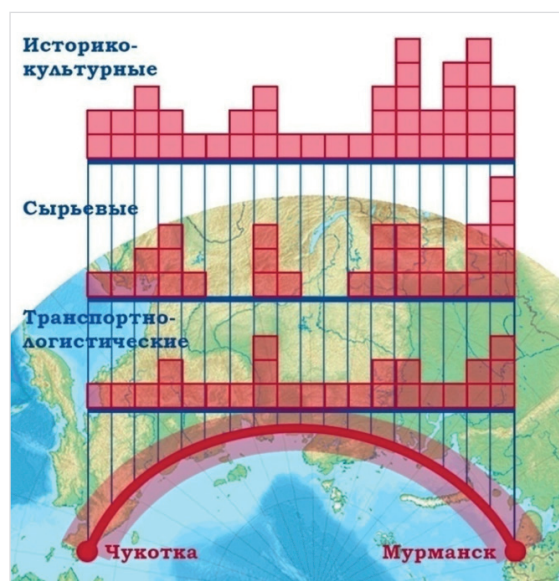 Историко-
культурные
Сырьевые
Транспортно-
логистические
Чукотка
Мурманск